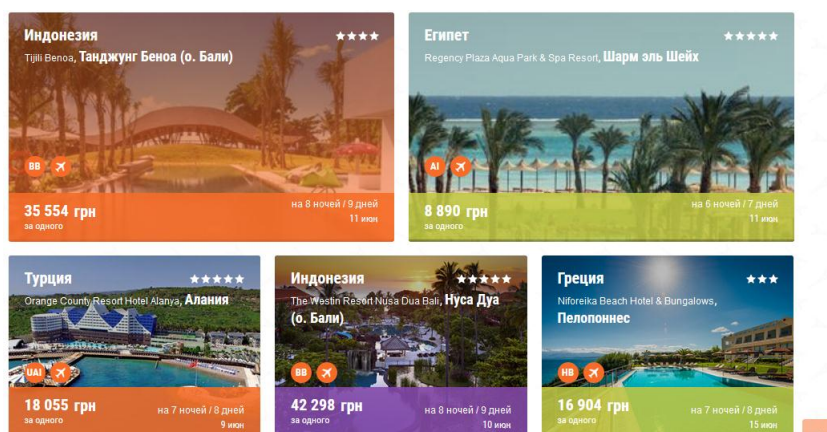 Индонезия
Tijili Benoa, Танджунг Беноа (о. Бали)
BB
35 554 грн
за одного
на 8 ночей / 9 дней
11 июн
Египет
Regency Plaza Aqua Park & Spa Resort, Шарм эль Шейх
AI
8 890 грн
за одного
на 6 ночей / 7 дней
11 июн
Турция
Orange County Resort Hotel Alanya, Алания
UAI
18 055 грн
за одного
на 7 ночей / 8 дней
9 июн
Индонезия
The Westin Resort Nusa Dua Bali, Нуса Дуа
(о. Бали)
BB
42 298 грн
за одного
на 8 ночей / 9 дней
10 июн
Греция
Niforeika Beach Hotel & Bungalows,
Пелопоннес
HB
16 904 грн
за одного
на 7 ночей / 8 дней
15 июн